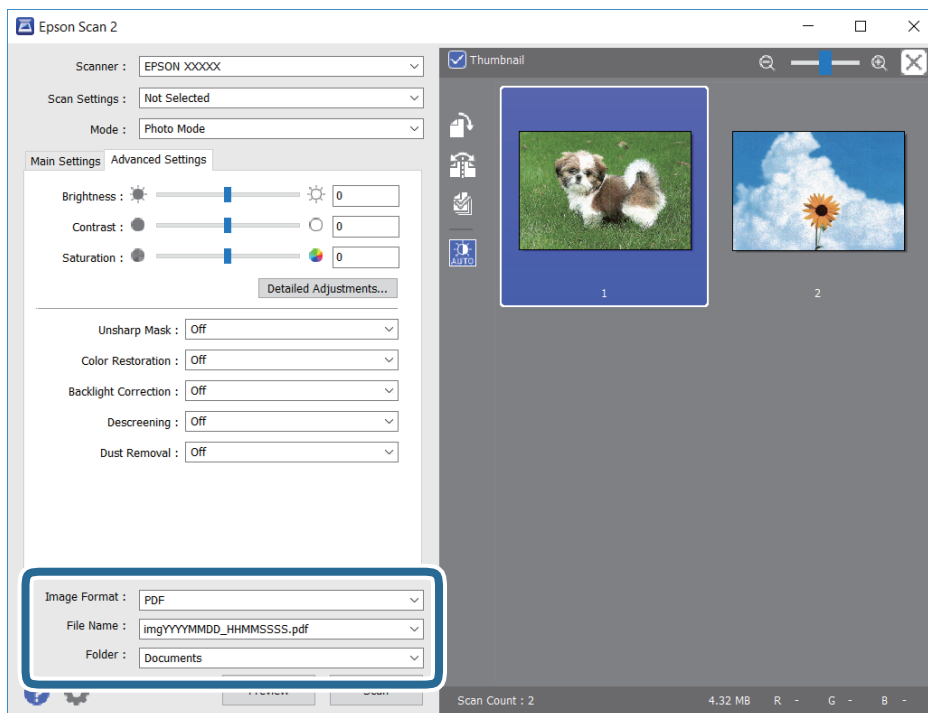 Epson Scan 2
Scanner : EPSON XXXXX
Scan Settings : Not Selected
Mode : Photo Mode
Main Settings Advanced Settings
Brightness : 0
Contrast : 0
Saturation : 0
Detailed Adjustments...
Unsharp Mask : Off
Color Restoration : Off
Backlight Correction : Off
Descreening : Off
Dust Removal : Off
Image Format : PDF
File Name : imgYYYYMMDD_HHMMSSSS.pdf
Folder : Documents
Preview Scan
Thumbnail
AUTO
1
2
Scan Count : 2 4.32 MB R - G - B -